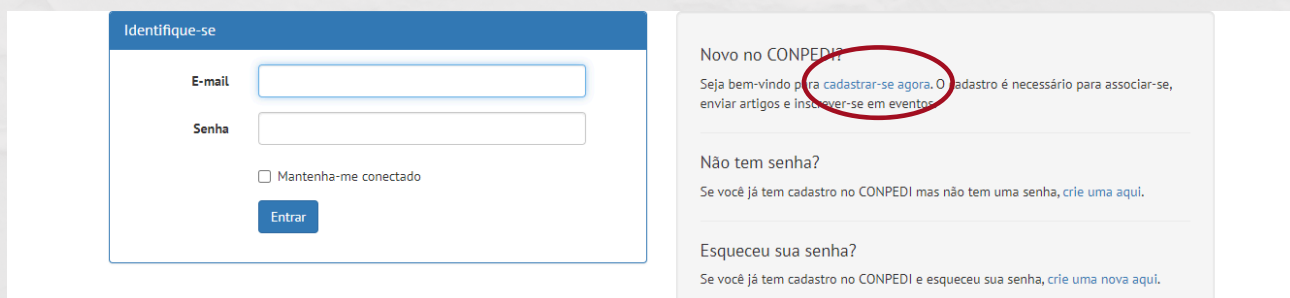 Identifique-se
E-mail
Senha
Mantenha-me conectado
Entrar
Novo no CONPEDI?
Seja bem-vindo para cadastrar-se agora. O cadastro é necessário para associar-se,
enviar artigos e inscrever-se em eventos.
Não tem senha?
Se você já tem cadastro no CONPEDI mas não tem uma senha, crie uma aqui.
Esqueceu sua senha?
Se você já tem cadastro no CONPEDI e esqueceu sua senha, crie uma nova aqui.